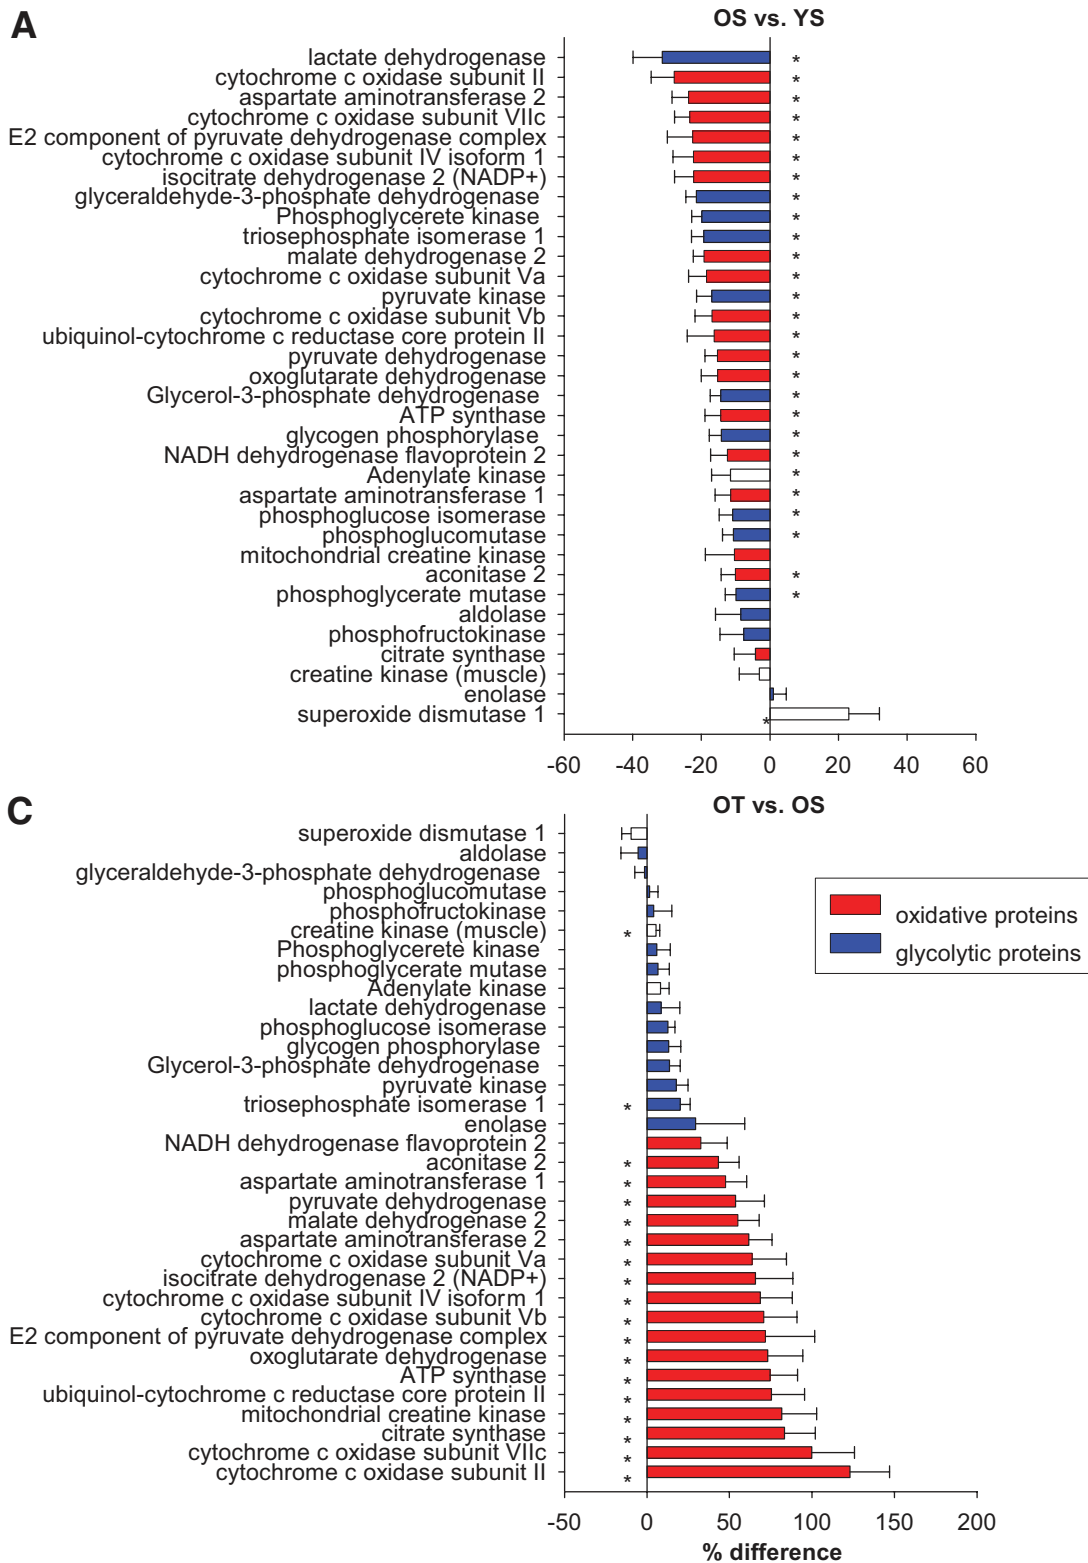 A
OS vs. YS
lactate dehydrogenase *
cytochrome c oxidase subunit II *
aspartate aminotransferase 2 *
cytochrome c oxidase subunit VIIc *
E2 component of pyruvate dehydrogenase complex *
cytochrome c oxidase subunit IV isoform 1 *
isocitrate dehydrogenase 2 (NADP+) *
glyceraldehyde-3-phosphate dehydrogenase *
Phosphoglycerete kinase *
triosephosphate isomerase 1 *
malate dehydrogenase 2 *
cytochrome c oxidase subunit Va *
pyruvate kinase *
cytochrome c oxidase subunit Vb *
ubiquinol-cytochrome c reductase core protein II *
pyruvate dehydrogenase *
oxoglutarate dehydrogenase *
Glycerol-3-phosphate dehydrogenase *
ATP synthase *
glycogen phosphorylase *
NADH dehydrogenase flavoprotein 2 *
Adenylate kinase *
aspartate aminotransferase 1 *
phosphoglucose isomerase *
phosphoglucomutase *
mitochondrial creatine kinase
aconitase 2 *
phosphoglycerate mutase *
aldolase
phosphofructokinase
citrate synthase
creatine kinase (muscle)
enolase
superoxide dismutase 1 *
-60 -40 -20 0 20 40 60
C
OT vs. OS
superoxide dismutase 1
aldolase
glyceraldehyde-3-phosphate dehydrogenase
phosphoglucomutase
phosphofructokinase
creatine kinase (muscle) *
Phosphoglycerete kinase
phosphoglycerate mutase
Adenylate kinase
lactate dehydrogenase
phosphoglucose isomerase
glycogen phosphorylase
Glycerol-3-phosphate dehydrogenase
pyruvate kinase
triosephosphate isomerase 1 *
enolase
NADH dehydrogenase flavoprotein 2
aconitase 2 *
aspartate aminotransferase 1 *
pyruvate dehydrogenase *
malate dehydrogenase 2 *
aspartate aminotransferase 2 *
cytochrome c oxidase subunit Va *
isocitrate dehydrogenase 2 (NADP+) *
cytochrome c oxidase subunit IV isoform 1 *
cytochrome c oxidase subunit Vb *
E2 component of pyruvate dehydrogenase complex *
oxoglutarate dehydrogenase *
ATP synthase *
ubiquinol-cytochrome c reductase core protein II *
mitochondrial creatine kinase *
citrate synthase *
cytochrome c oxidase subunit VIIc *
cytochrome c oxidase subunit II *
oxidative proteins
glycolytic proteins
-50 0 50 100 150 200
% difference